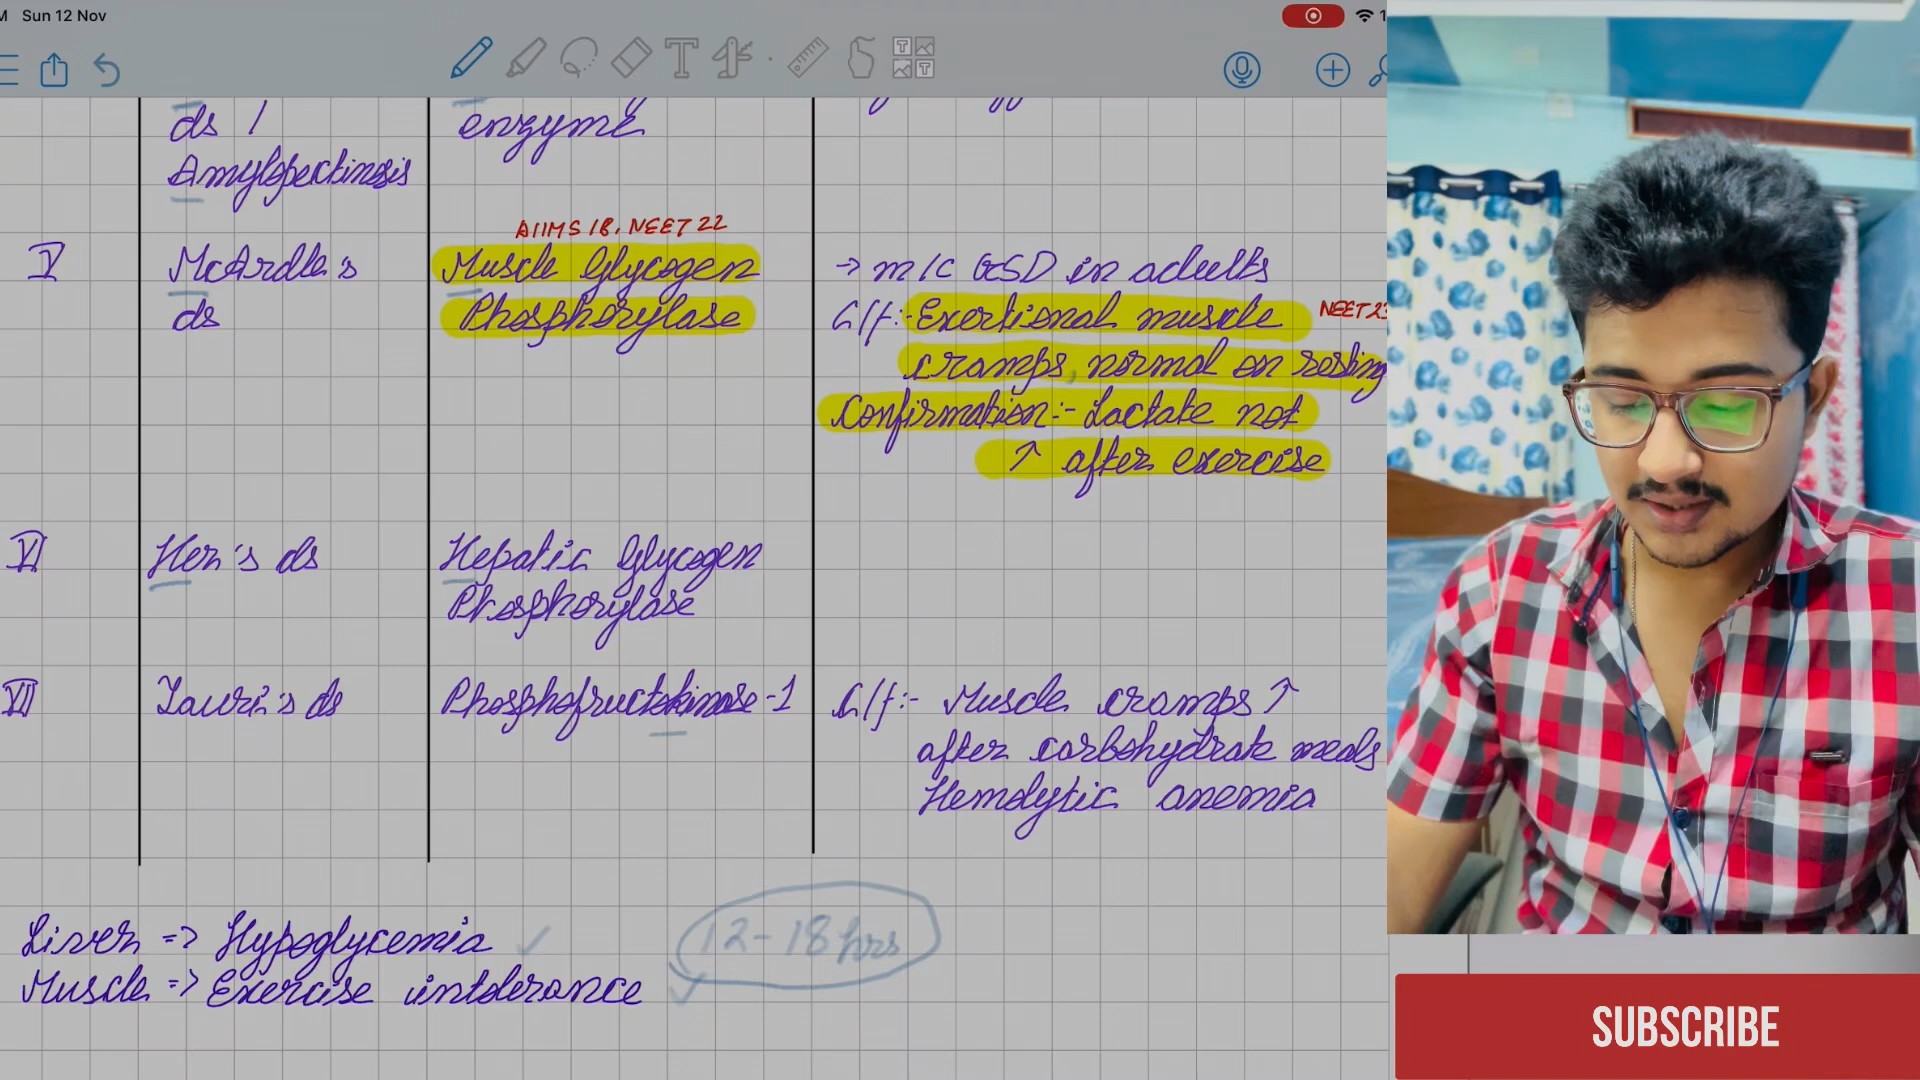 Sun 12 Nov
ds /
Amylopectinosis
enzyme
AIIMS 18, NEET 22
V McArdle's ds
Muscle Glycogen Phosphorylase
→ m/c GSD in adults
C/f:- Exertional muscle NEET 23
cramps, normal on resting
Confirmation:- Lactate not
↑ after exercise
VI Her's ds
Hepatic Glycogen Phosphorylase
VII Tauri's ds
Phosphofructokinase-1
C/f:- Muscle cramps ↑
after carbohydrate meals
Hemolytic anemia
Liver => Hypoglycemia
Muscle => Exercise intolerance
12-18 hrs
SUBSCRIBE